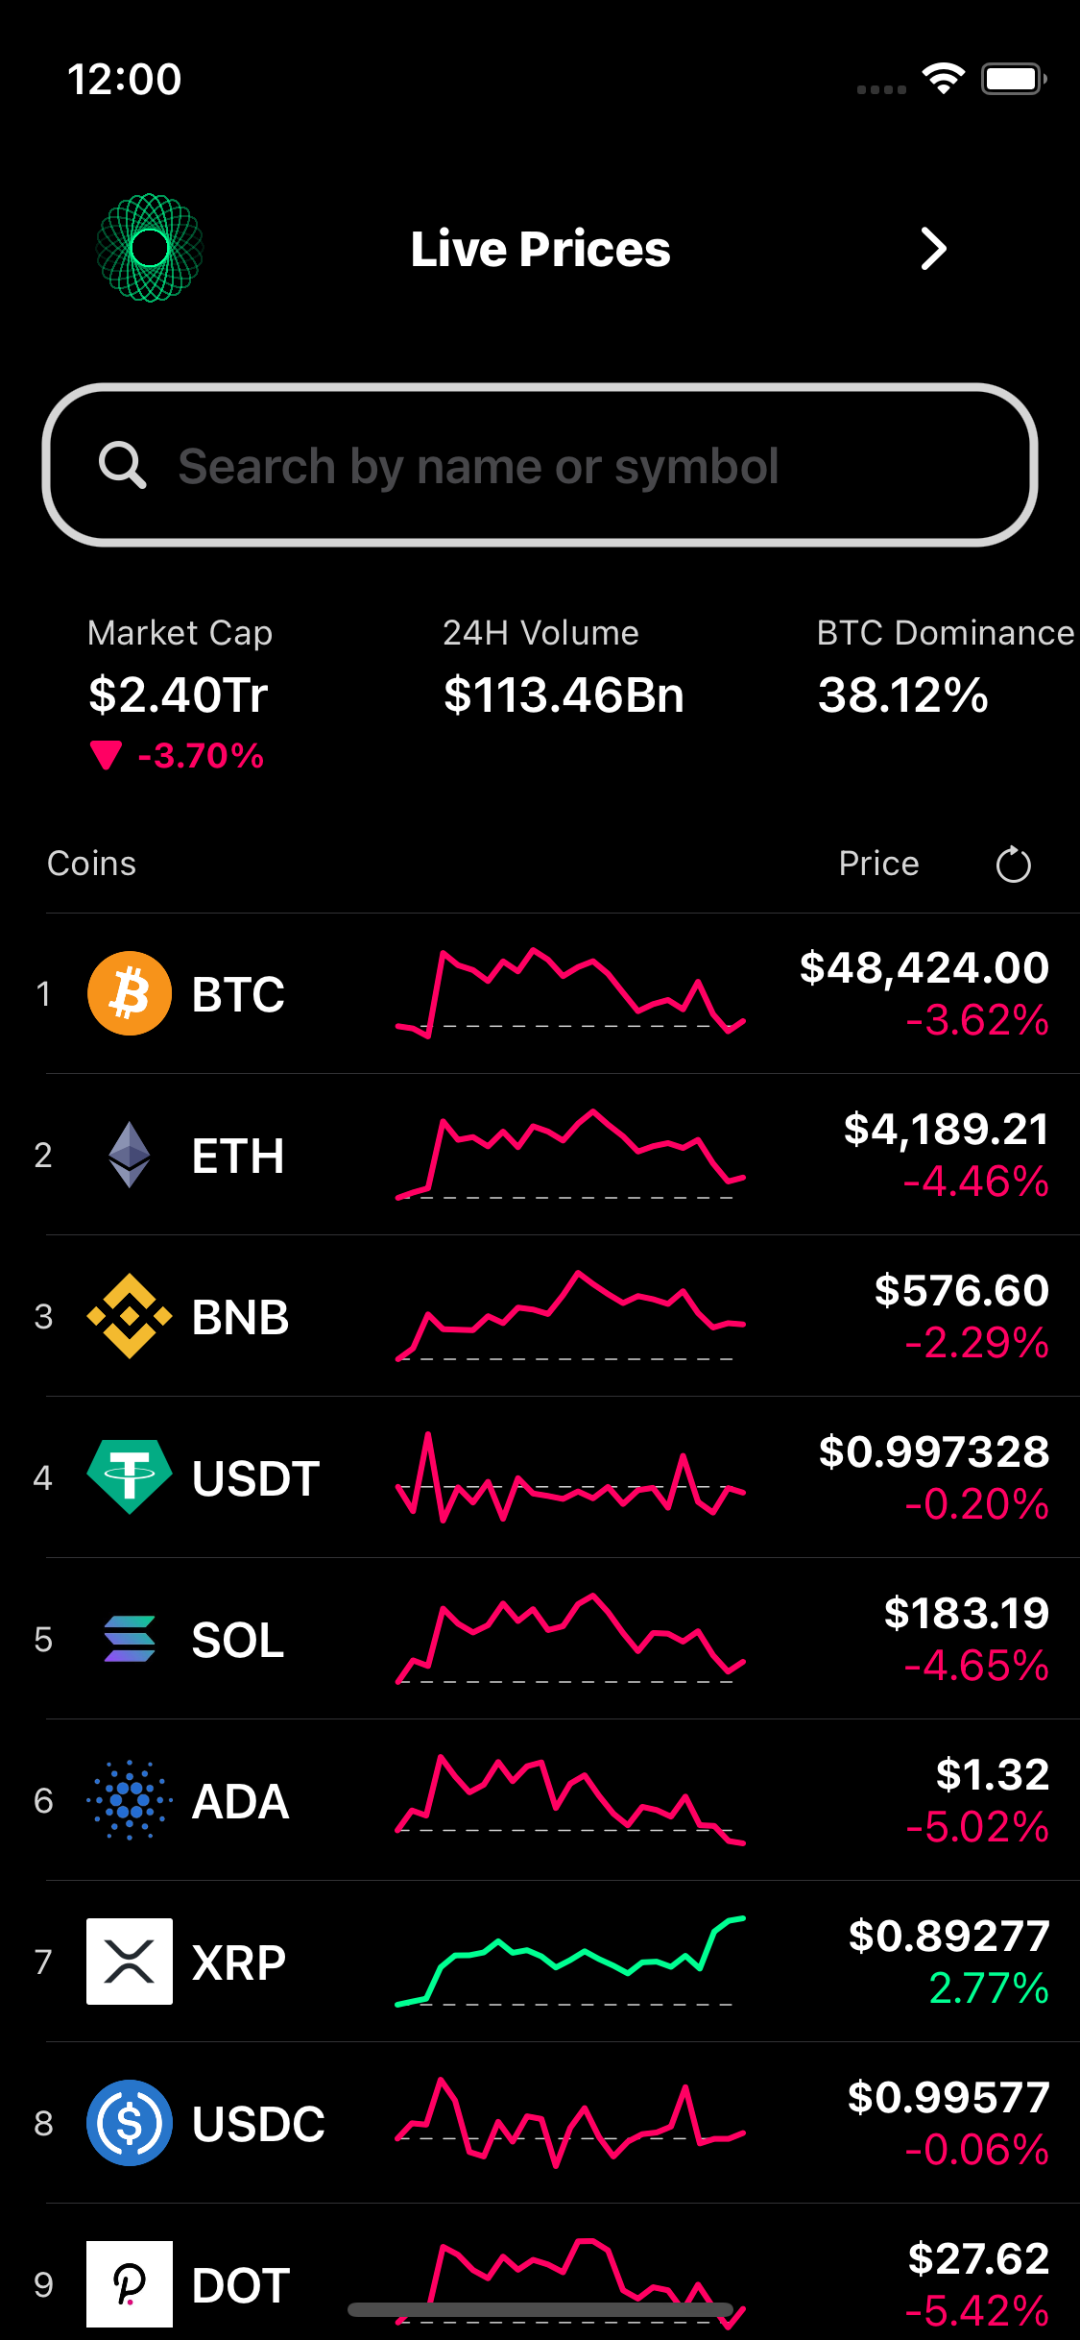 12:00
Live Prices
Search by name or symbol
Market Cap 24H Volume BTC Dominance
$2.40Tr $113.46Bn 38.12%
-3.70%
Coins Price
1 BTC $48,424.00
-3.62%
2 ETH $4,189.21
-4.46%
3 BNB $576.60
-2.29%
4 USDT $0.997328
-0.20%
5 SOL $183.19
-4.65%
6 ADA $1.32
-5.02%
7 XRP $0.89277
2.77%
8 USDC $0.99577
-0.06%
9 DOT $27.62
-5.42%